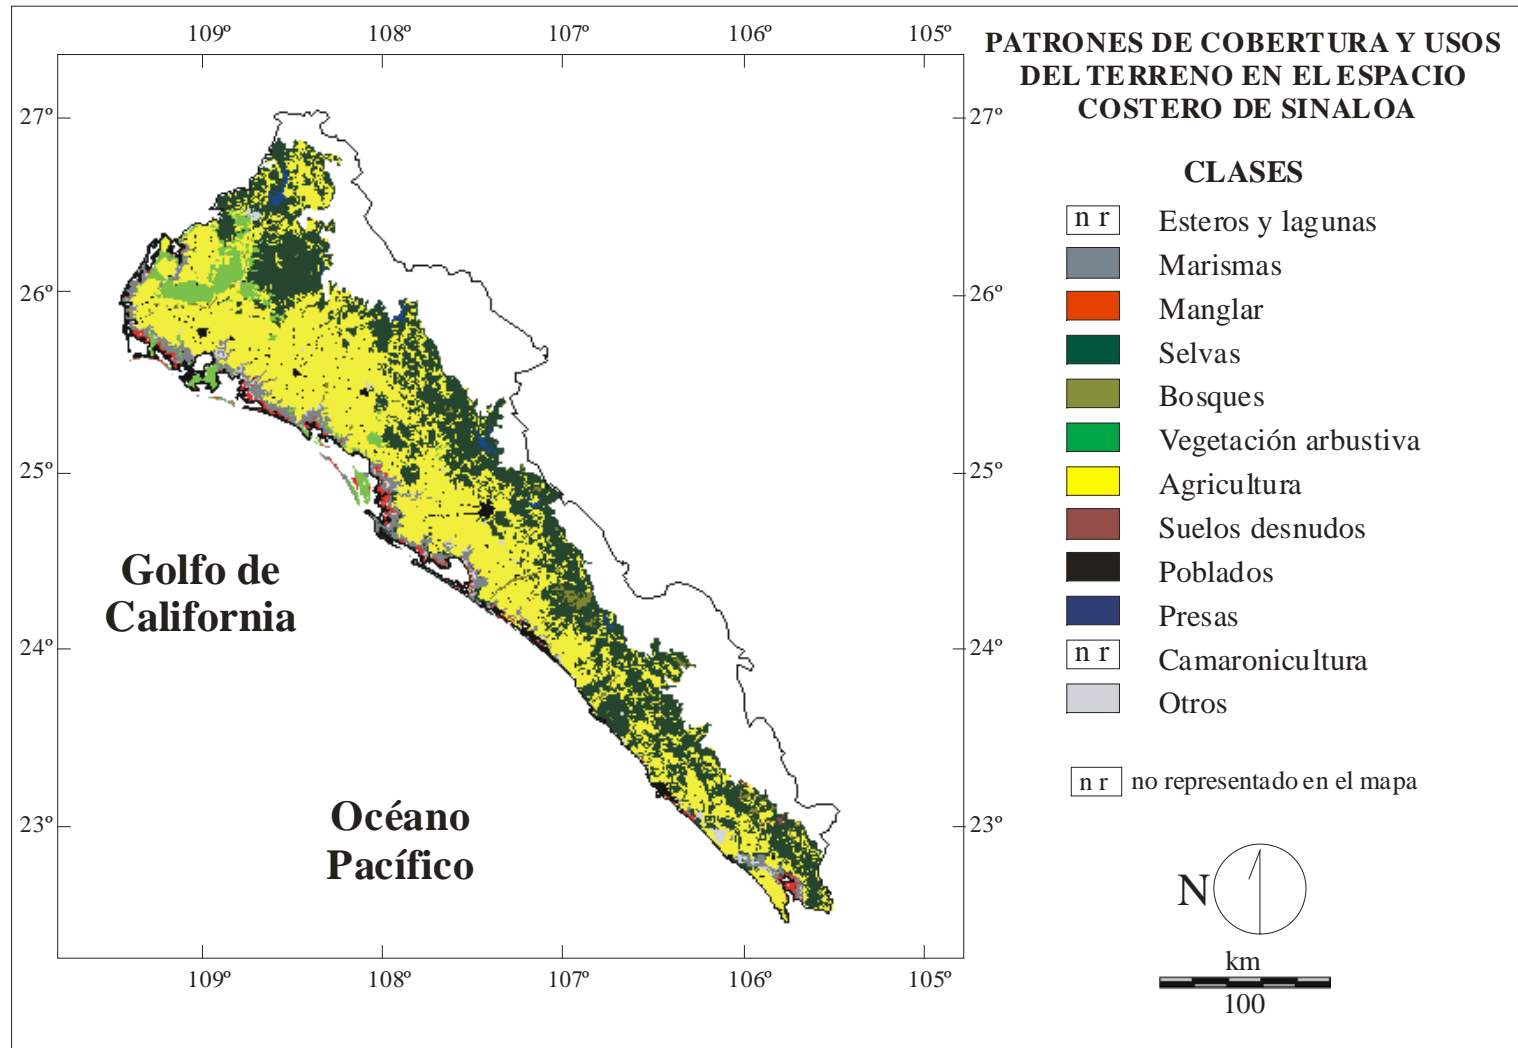 109º 108º 107º 106º 105º
PATRONES DE COBERTURA Y USOS
DEL TERRENO EN EL ESPACIO
COSTERO DE SINALOA
27º 27º
CLASES
n r Esteros y lagunas
Marismas
26º 26º
Manglar
Selvas
Bosques
Vegetación arbustiva
25º 25º
Agricultura
Suelos desnudos
Golfo de
California
Poblados
Presas
24º 24º
n r Camaronicultura
Otros
n r no representado en el mapa
Océano
Pacífico
23º 23º
N
km
100
109º 108º 107º 106º 105º